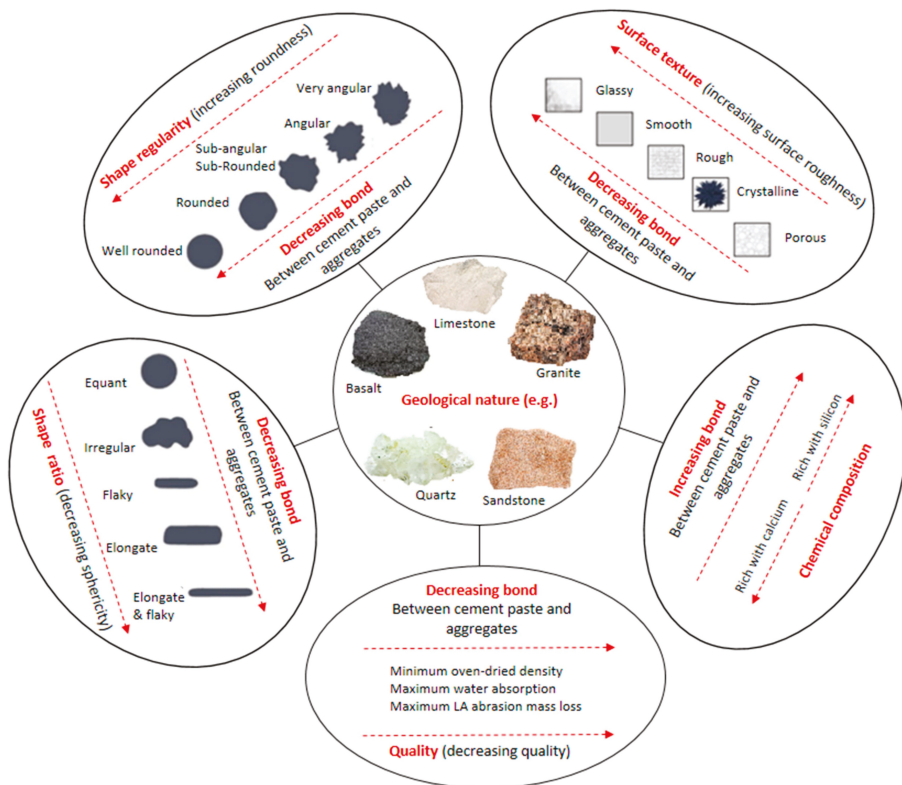 Shape regularity (increasing roundness)
Very angular
Angular
Sub-angular
Sub-Rounded
Rounded
Well rounded
Decreasing bond
Between cement paste and
aggregates
Surface texture (increasing surface roughness)
Glassy
Smooth
Rough
Crystalline
Porous
Decreasing bond
Between cement paste and
aggregates
Limestone
Basalt
Granite
Geological nature (e.g.)
Quartz
Sandstone
Shape ratio (decreasing sphericity)
Equant
Irregular
Flaky
Elongate
Elongate
& flaky
Decreasing bond
Between cement paste and
aggregates
Increasing bond
Between cement paste and
aggregates
Rich with silicon
Rich with calcium
Chemical composition
Decreasing bond
Between cement paste and
aggregates
Minimum oven-dried density
Maximum water absorption
Maximum LA abrasion mass loss
Quality (decreasing quality)